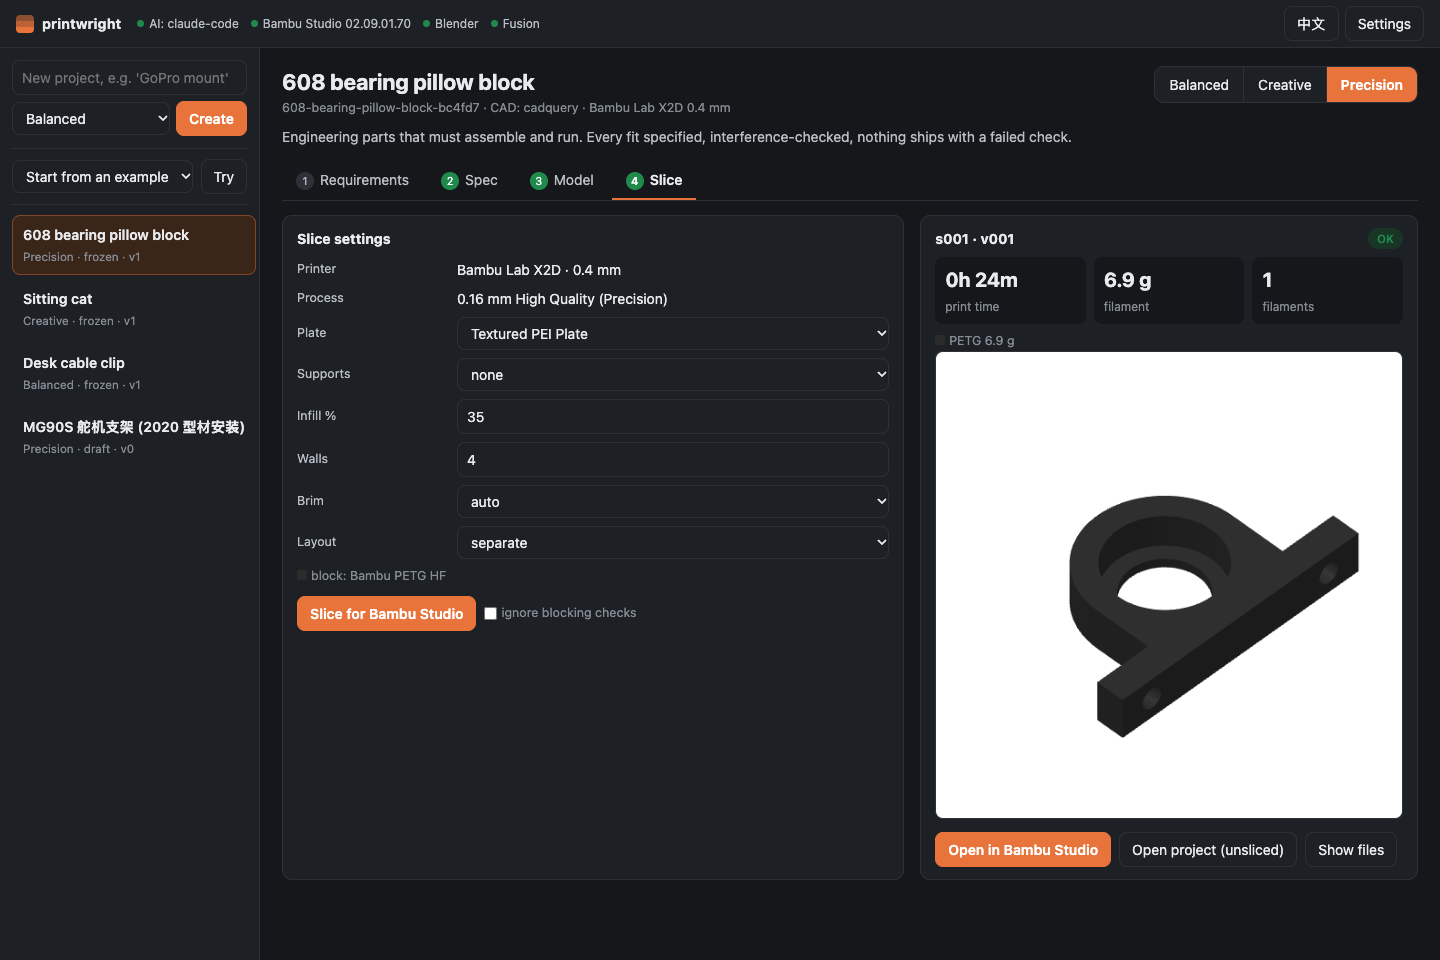 printwright
AI: claude-code
Bambu Studio 02.09.01.70
Blender
Fusion
中文
Settings
New project, e.g. 'GoPro mount'
Balanced
Create
Start from an example
Try
608 bearing pillow block
Precision · frozen · v1
Sitting cat
Creative · frozen · v1
Desk cable clip
Balanced · frozen · v1
MG90S 舵机支架 (2020 型材安装)
Precision · draft · v0
608 bearing pillow block
608-bearing-pillow-block-bc4fd7 · CAD: cadquery · Bambu Lab X2D 0.4 mm
Balanced
Creative
Precision
Engineering parts that must assemble and run. Every fit specified, interference-checked, nothing ships with a failed check.
1 Requirements
2 Spec
3 Model
4 Slice
Slice settings
Printer
Bambu Lab X2D · 0.4 mm
Process
0.16 mm High Quality (Precision)
Plate
Textured PEI Plate
Supports
none
Infill %
35
Walls
4
Brim
auto
Layout
separate
block: Bambu PETG HF
Slice for Bambu Studio
ignore blocking checks
s001 · v001
OK
0h 24m
print time
6.9 g
filament
1
filaments
PETG 6.9 g
Open in Bambu Studio
Open project (unsliced)
Show files